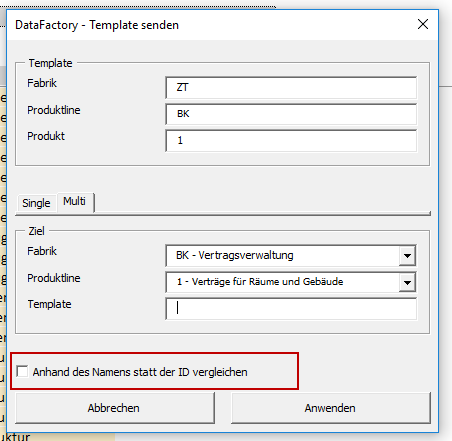 DataFactory - Template senden
Template
Fabrik ZT
Produktline BK
Produkt 1
Single Multi
Ziel
Fabrik BK - Vertragsverwaltung
Produktline 1 - Verträge für Räume und Gebäude
Template
Anhand des Namens statt der ID vergleichen
Abbrechen Anwenden